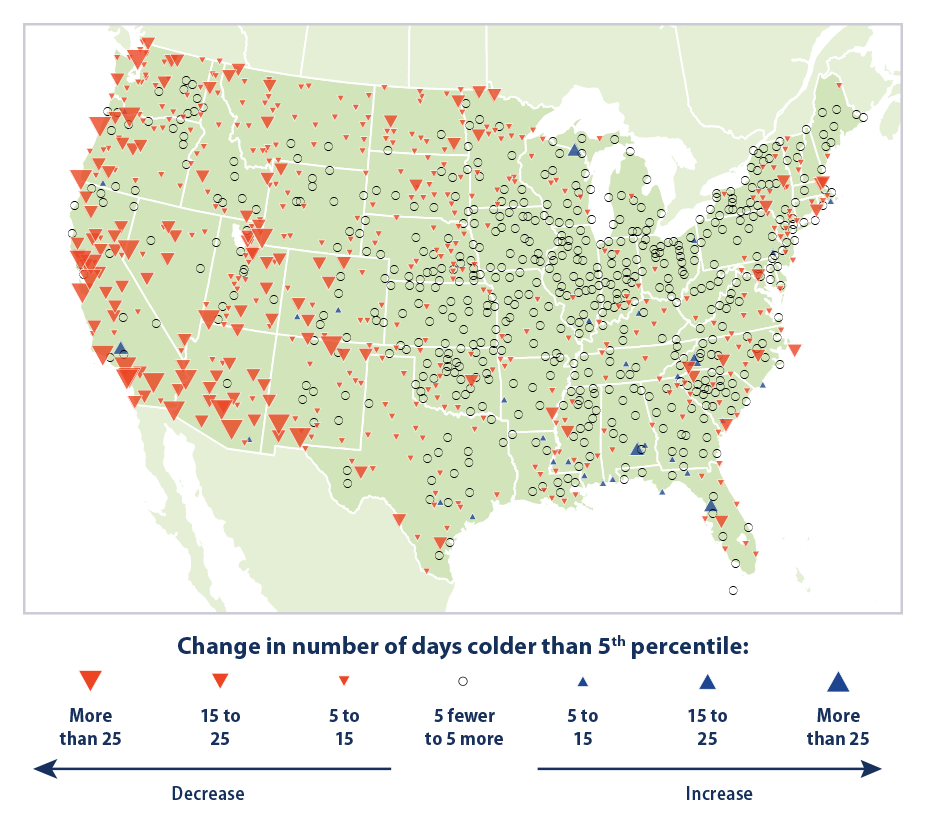 Change in number of days colder than 5th percentile:
More than 25
15 to 25
5 to 15
5 fewer to 5 more
5 to 15
15 to 25
More than 25
Decrease
Increase